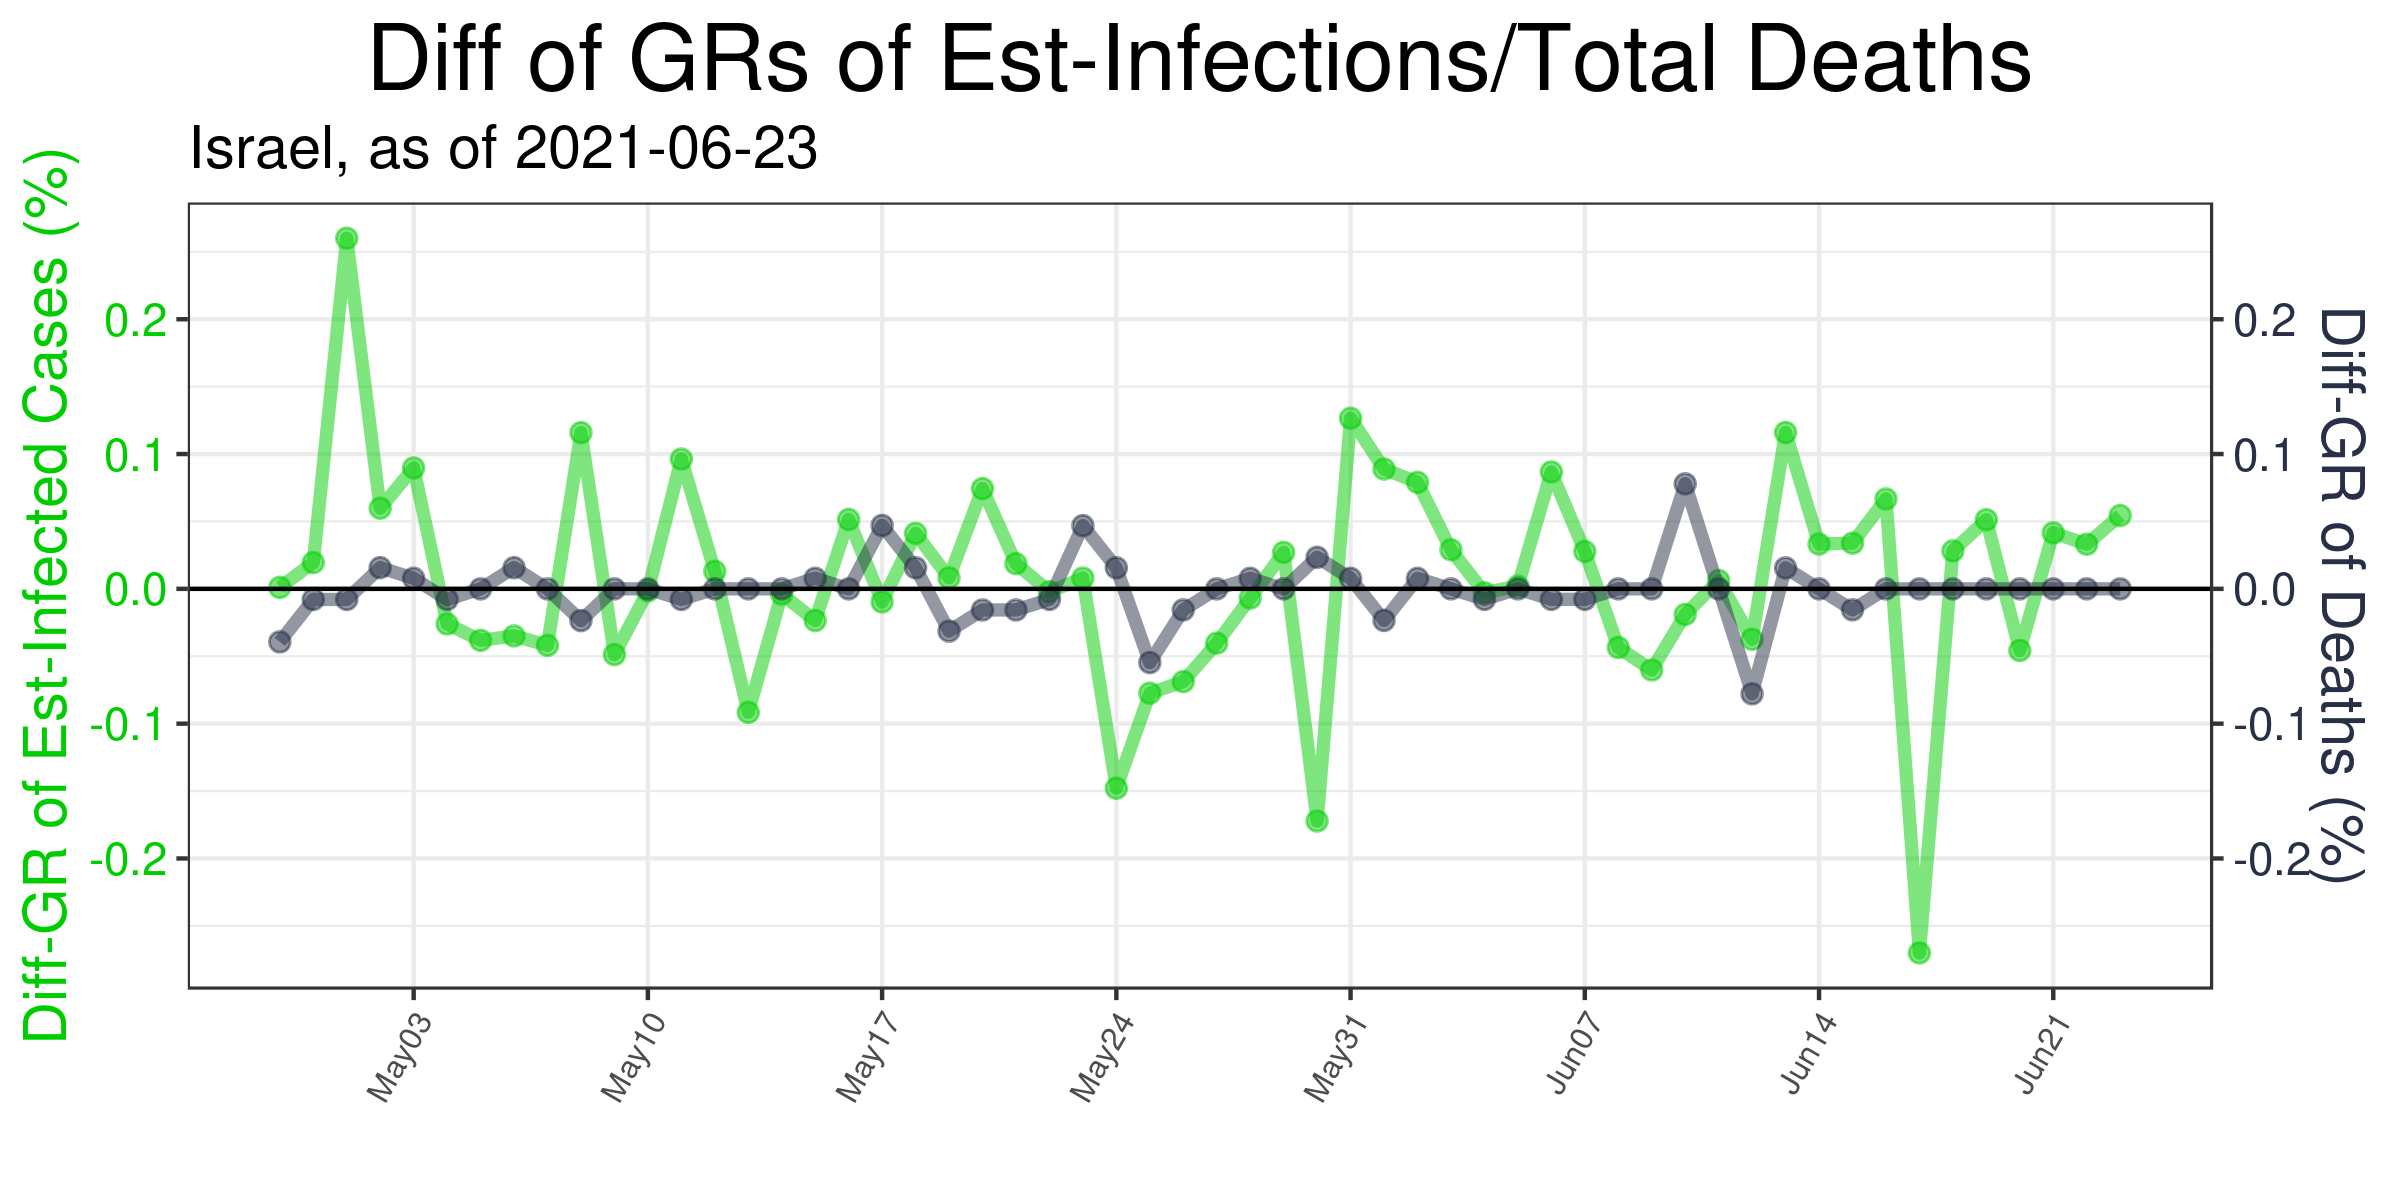 Diff of GRs of Est-Infections/Total Deaths
Israel, as of 2021-06-23
Diff-GR of Est-Infected Cases (%)
0.2
0.1
0.0
-0.1
-0.2
0.2
0.1
0.0
-0.1
-0.2
Diff-GR of Deaths (%)
May03
May10
May17
May24
May31
Jun07
Jun14
Jun21